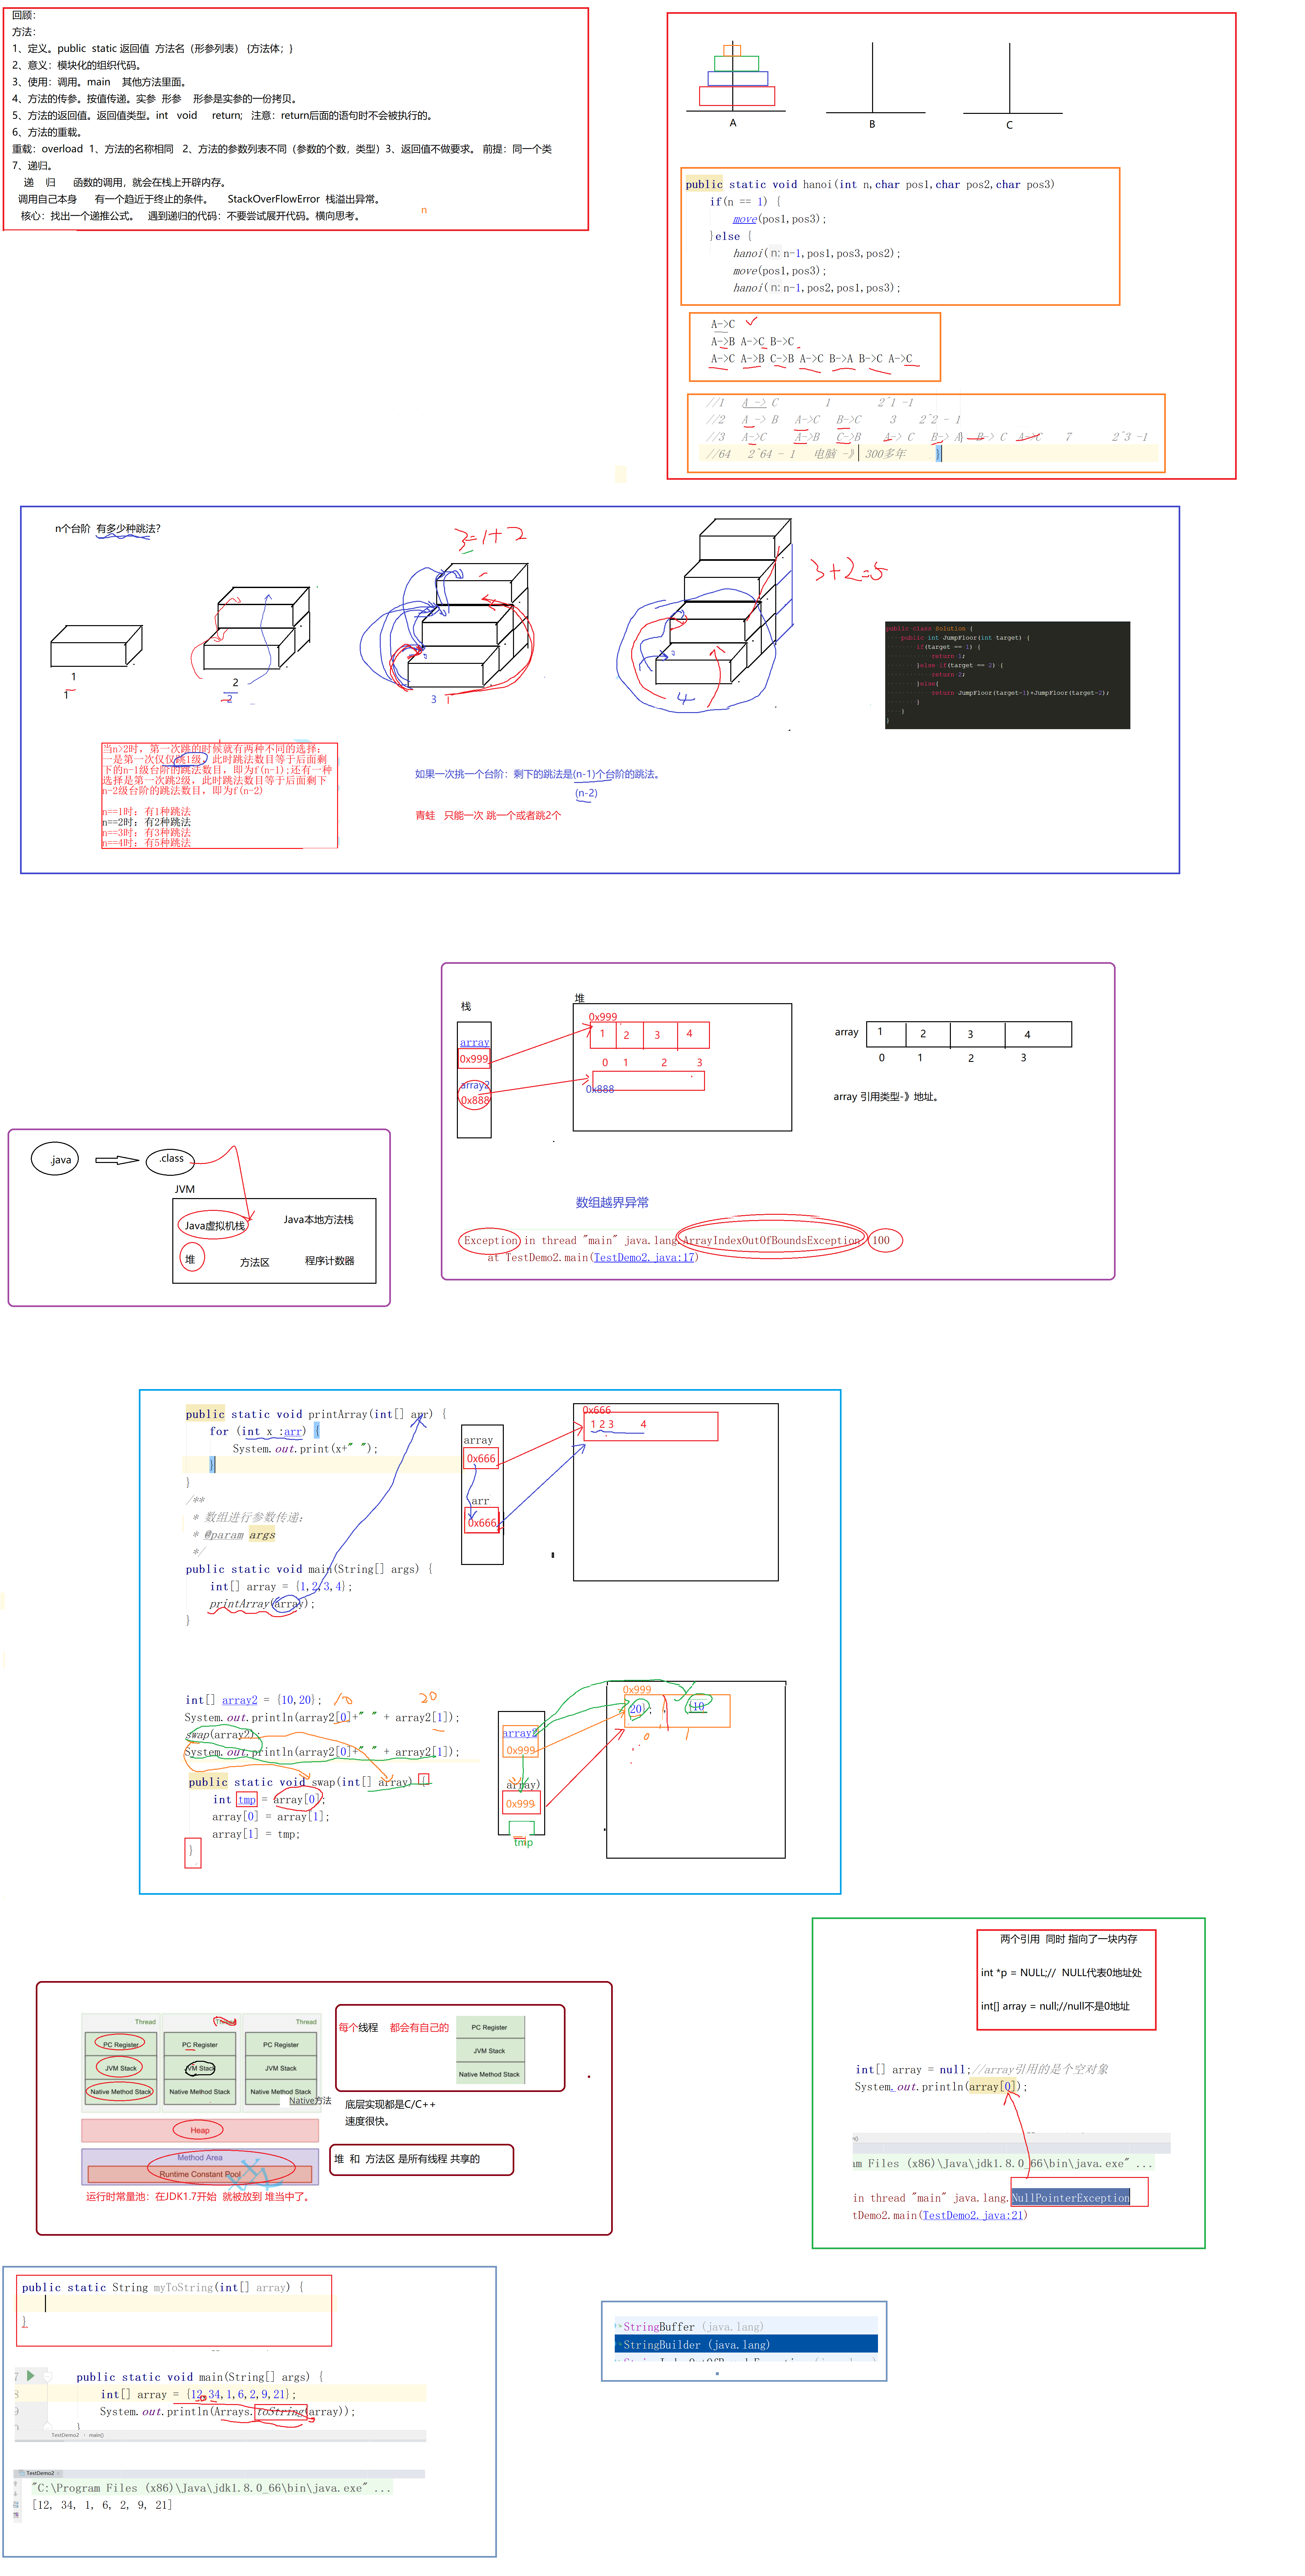 回顾：
方法：
1、定义。public static 返回值 方法名（形参列表）{方法体；}
2、意义：模块化的组织代码。
3、使用：调用。main 其他方法里面。
4、方法的传参。按值传递。实参 形参 形参是实参的一份拷贝。
5、方法的返回值。返回值类型。int void return; 注意：return后面的语句时不会被执行的。
6、方法的重载。
重载：overload 1、方法的名称相同 2、方法的参数列表不同（参数的个数，类型）3、返回值不做要求。 前提：同一个类
7、递归。
递 归 函数的调用，就会在栈上开辟内存。
调用自己本身 有一个趋近于终止的条件。 StackOverFlowError 栈溢出异常。
核心：找出一个递推公式。 遇到递归的代码：不要尝试展开代码。横向思考。
n
A
B
C
public static void hanoi(int n,char pos1,char pos2,char pos3)
if(n == 1) {
move(pos1,pos3);
}else {
hanoi( n: n-1,pos1,pos3,pos2);
move(pos1,pos3);
hanoi( n: n-1,pos2,pos1,pos3);
A->C
A->B A->C B->C
A->C A->B C->B A->C B->A B->C A->C
//1 A -> C 1 2^1 -1
//2 A -> B A->C B->C 3 2^2 - 1
//3 A->C A->B C->B A-> C B-> A B-> C A->C 7 2^3 -1
//64 2^64 - 1 电脑 -》 300多年 }
n个台阶 有多少种跳法？
3=1+2
3+2=5
1
1
2
2
3
1
4
public class Solution {
public int JumpFloor(int target) {
if(target == 1) {
return 1;
}else if(target == 2) {
return 2;
}else{
return JumpFloor(target-1)+JumpFloor(target-2);
}
}
}
当n>2时，第一次跳的时候就有两种不同的选择：
一是第一次仅仅跳1级，此时跳法数目等于后面剩
下的n-1级台阶的跳法数目，即为f(n-1);还有一种
选择是第一次跳2级，此时跳法数目等于后面剩下
n-2级台阶的跳法数目，即为f(n-2)
n==1时：有1种跳法
n==2时：有2种跳法
n==3时：有3种跳法
n==4时：有5种跳法
如果一次挑一个台阶：剩下的跳法是(n-1)个台阶的跳法。
(n-2)
青蛙 只能一次 跳一个或者跳2个
栈
堆
array
0x999
array2
0x888
0x999
1 2 3 4
0 1 2 3
0x888
array
1 2 3 4
0 1 2 3
array 引用类型-》地址。
数组越界异常
Exception in thread "main" java.lang.ArrayIndexOutOfBoundsException: 100
at TestDemo2.main(TestDemo2.java:17)
.java
.class
JVM
Java虚拟机栈
Java本地方法栈
堆
方法区
程序计数器
public static void printArray(int[] arr) {
for (int x :arr) {
System.out.print(x+" ");
}
}
/**
* 数组进行参数传递：
* @param args
*/
public static void main(String[] args) {
int[] array = {1,2,3,4};
printArray(array);
}
array
0x666
arr
0x666
0x666
1 2 3 4
int[] array2 = {10,20};
10
20
System.out.println(array2[0]+" " + array2[1]);
swap(array2);
System.out.println(array2[0]+" " + array2[1]);
public static void swap(int[] array) {
int tmp = array[0];
array[0] = array[1];
array[1] = tmp;
}
array2
0x999
array)
0x999
tmp
0x999
20
10
0
1
两个引用 同时 指向了一块内存
int *p = NULL;// NULL代表0地址处
int[] array = null;//null不是0地址
int[] array = null;//array引用的是个空对象
System.out.println(array[0]);
am Files (x86)\Java\jdk1.8.0_66\bin\java.exe" ...
in thread "main" java.lang.NullPointerException
tDemo2.main(TestDemo2.java:21)
Thread
Thread
Thread
PC Register
PC Register
PC Register
JVM Stack
JVM Stack
JVM Stack
Native Method Stack
Native Method Stack
Native Method Stack
Native方法
Heap
Method Area
Runtime Constant Pool
运行时常量池：在JDK1.7开始 就被放到 堆当中了。
每个线程 都会有自己的
PC Register
JVM Stack
Native Method Stack
底层实现都是C/C++
速度很快。
堆 和 方法区 是所有线程 共享的
public static String myToString(int[] array) {
}
7 public static void main(String[] args) {
8 int[] array = {12,34,1,6,2,9,21};
9 System.out.println(Arrays.toString(array));
}
TestDemo2 › main()
TestDemo2
"C:\Program Files (x86)\Java\jdk1.8.0_66\bin\java.exe" ...
[12, 34, 1, 6, 2, 9, 21]
StringBuffer (java.lang)
StringBuilder (java.lang)